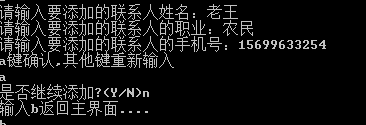 请输入要添加的联系人姓名：老王
请输入要添加的联系人的职业：农民
请输入要添加的联系人的手机号：15699633254
a键确认,其他键重新输入
a
是否继续添加?(Y/N)n
输入b返回主界面....
b